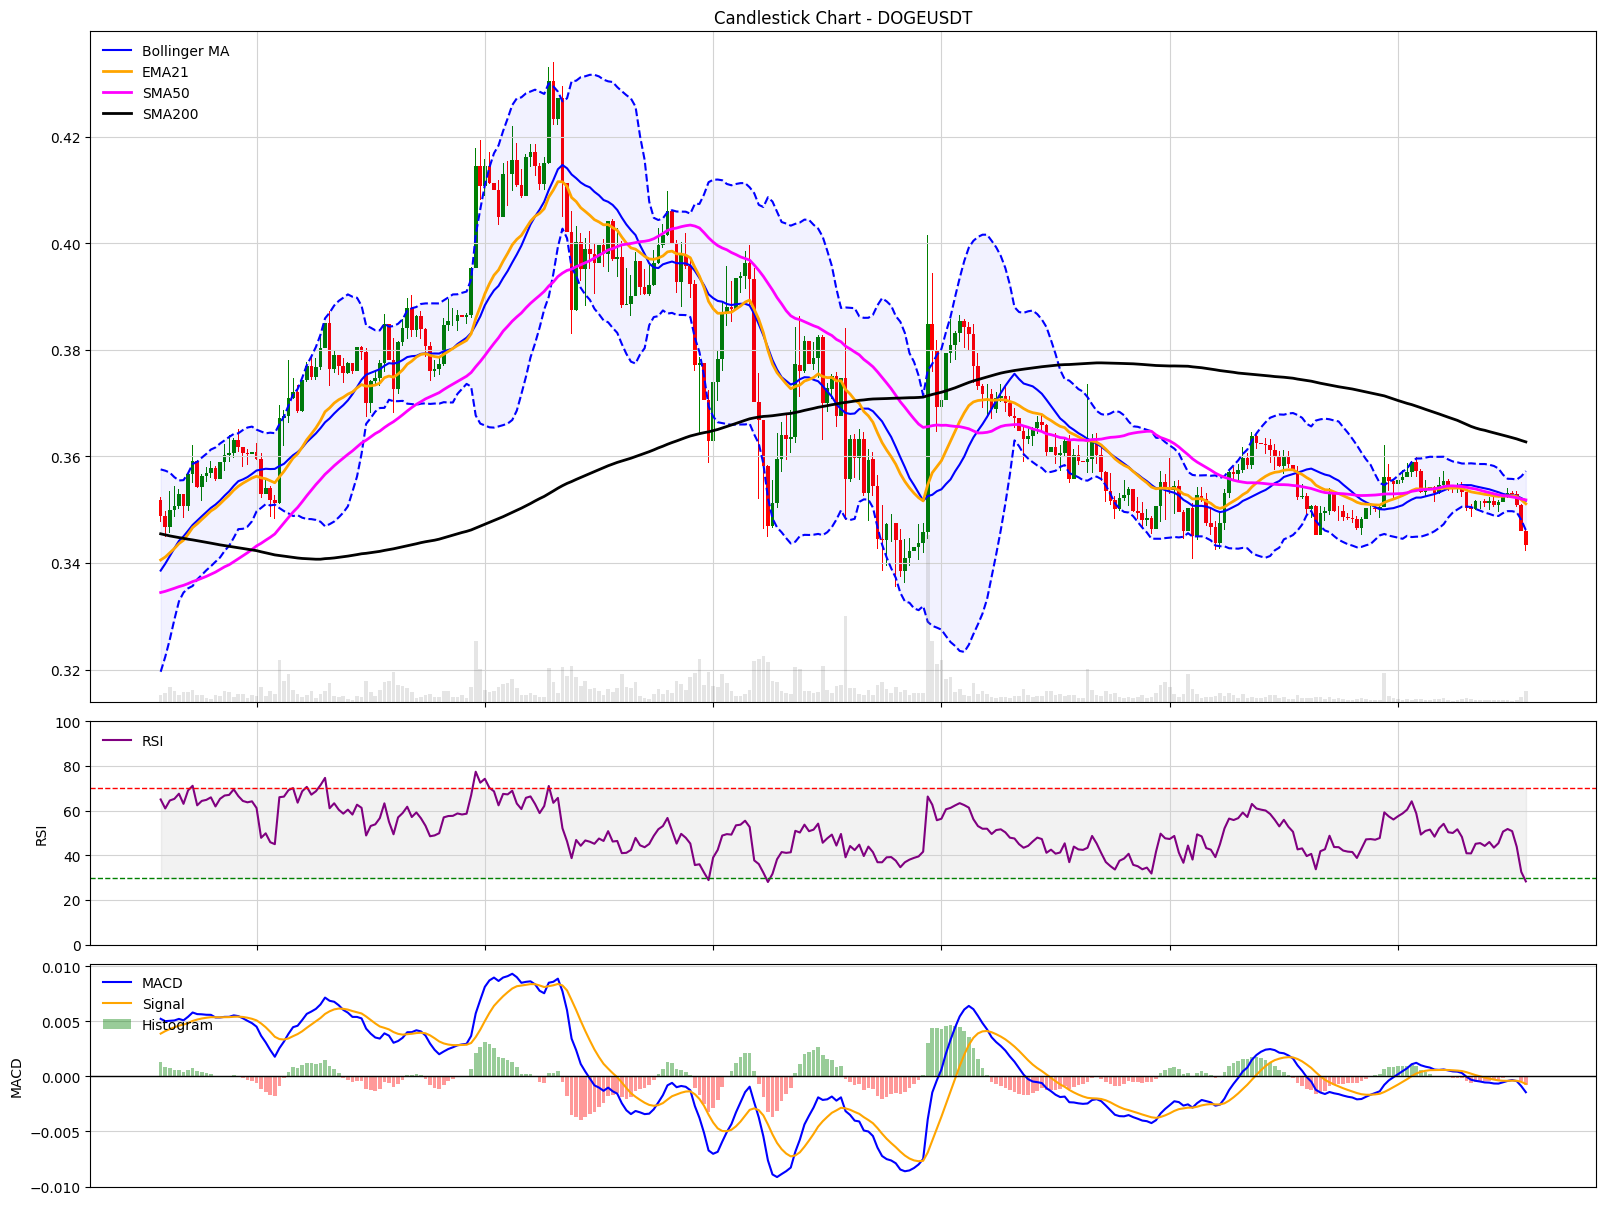 Candlestick Chart - DOGEUSDT
Bollinger MA
EMA21
SMA50
SMA200
0.42
0.40
0.38
0.36
0.34
0.32
RSI
100
80
60
40
20
0
RSI
MACD
Signal
Histogram
0.010
0.005
0.000
−0.005
−0.010
MACD